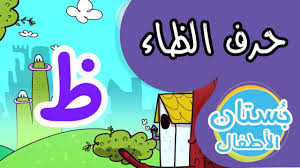 حرف الظاء
ظ
بُستان
الأطفال